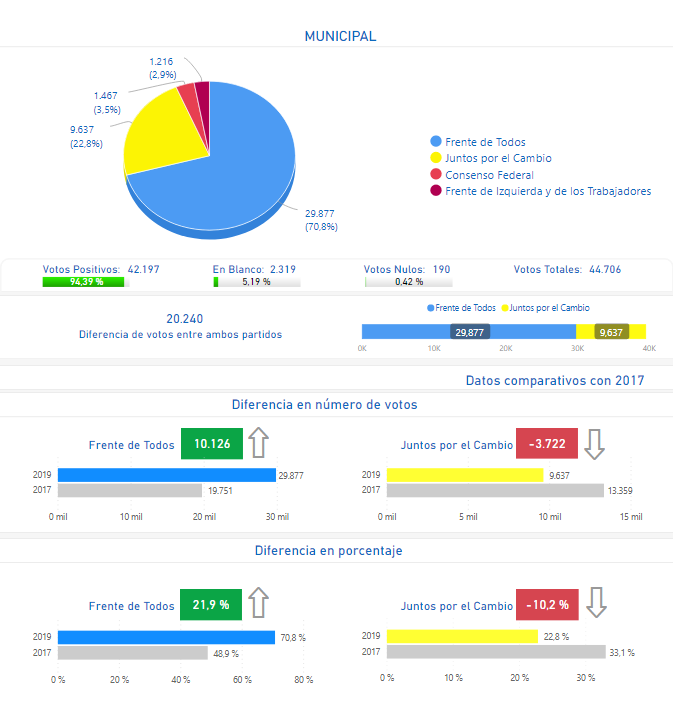 MUNICIPAL
1.216
(2,9%)
1.467
(3,5%)
9.637
(22,8%)
29.877
(70,8%)
Frente de Todos
Juntos por el Cambio
Consenso Federal
Frente de Izquierda y de los Trabajadores
Votos Positivos: 42.197
94,39 %
En Blanco: 2.319
5,19 %
Votos Nulos: 190
0,42 %
Votos Totales: 44.706
20.240
Diferencia de votos entre ambos partidos
Frente de Todos Juntos por el Cambio
29,877 9,637
0K 10K 20K 30K 40K
Datos comparativos con 2017
Diferencia en número de votos
Frente de Todos 10.126
2019 29.877
2017 19.751
0 mil 10 mil 20 mil 30 mil
Juntos por el Cambio -3.722
2019 9.637
2017 13.359
0 mil 5 mil 10 mil 15 mil
Diferencia en porcentaje
Frente de Todos 21,9 %
2019 70,8 %
2017 48,9 %
0 % 20 % 40 % 60 % 80 %
Juntos por el Cambio -10,2 %
2019 22,8 %
2017 33,1 %
0 % 10 % 20 % 30 %